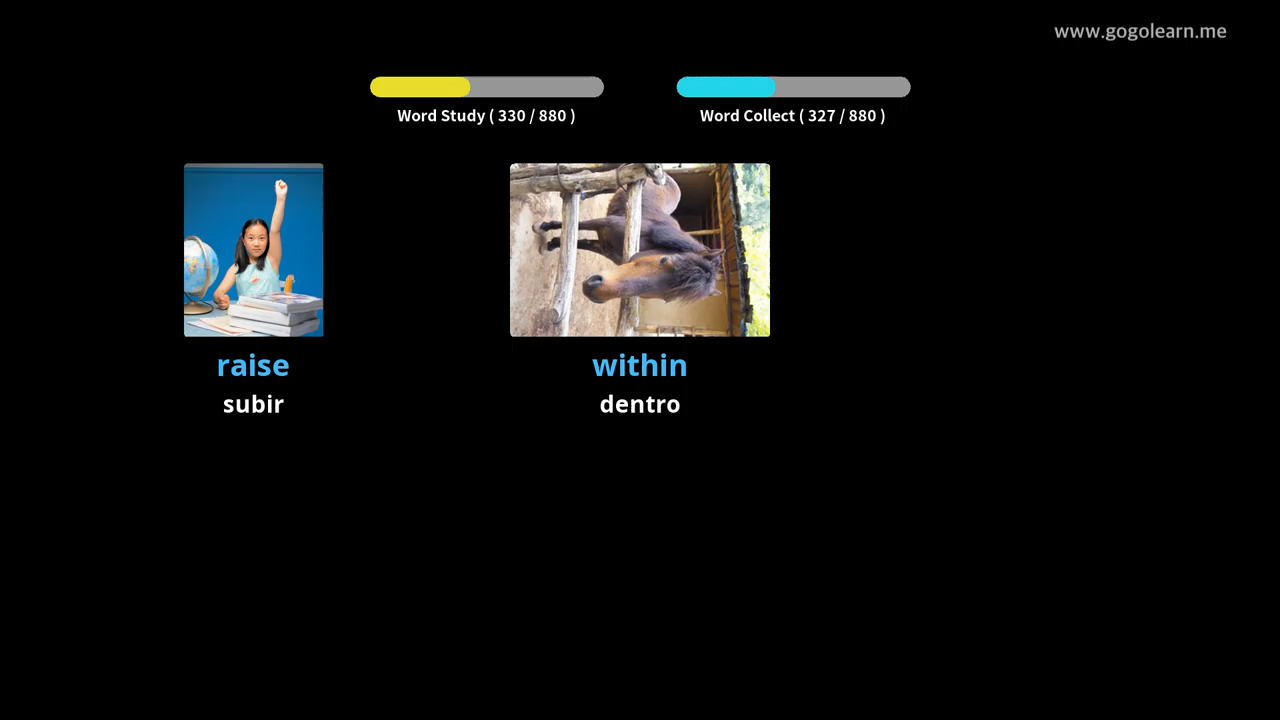 www.gogolearn.me
Word Study ( 330 / 880 )
Word Collect ( 327 / 880 )
raise
subir
within
dentro